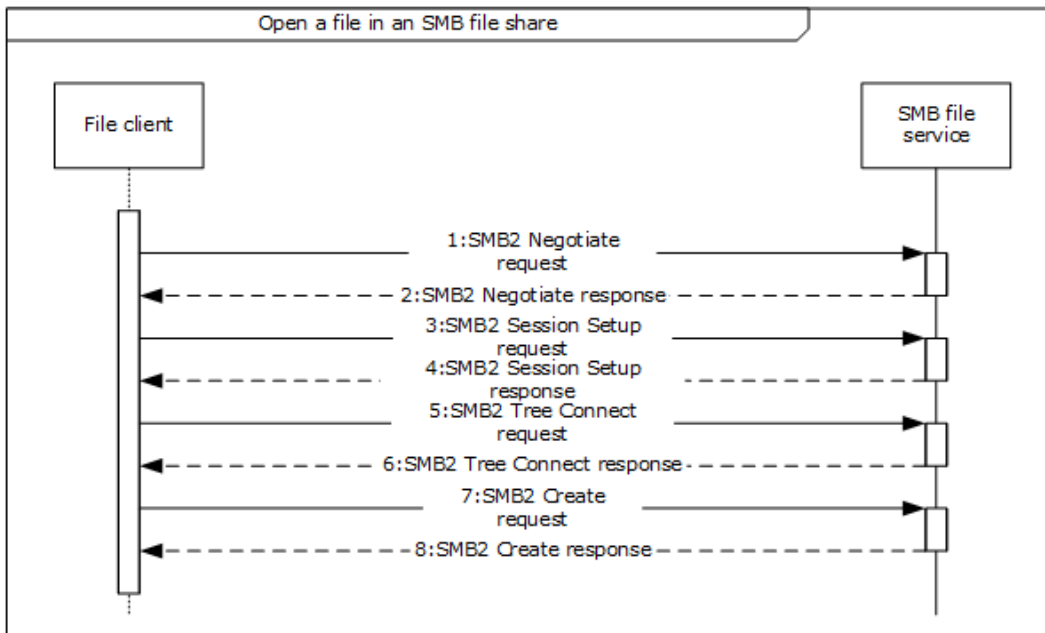 Open a file in an SMB file share
File client
SMB file
service
1:SMB2 Negotiate
request
2:SMB2 Negotiate response
3:SMB2 Session Setup
request
4:SMB2 Session Setup
response
5:SMB2 Tree Connect
request
6:SMB2 Tree Connect response
7:SMB2 Create
request
8:SMB2 Create response